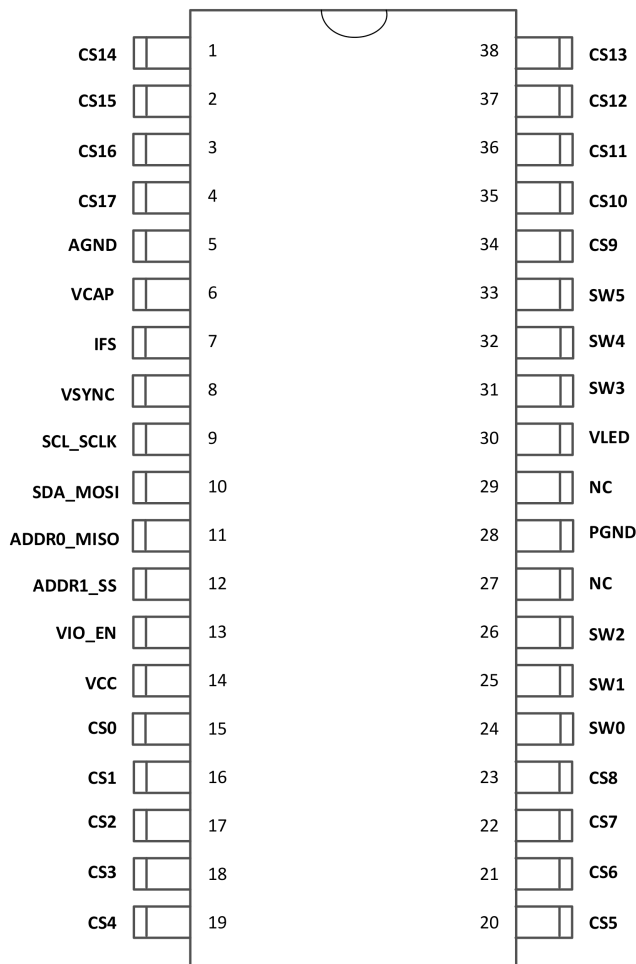 CS14 1 38 CS13
CS15 2 37 CS12
CS16 3 36 CS11
CS17 4 35 CS10
AGND 5 34 CS9
VCAP 6 33 SW5
IFS 7 32 SW4
VSYNC 8 31 SW3
SCL_SCLK 9 30 VLED
SDA_MOSI 10 29 NC
ADDR0_MISO 11 28 PGND
ADDR1_SS 12 27 NC
VIO_EN 13 26 SW2
VCC 14 25 SW1
CS0 15 24 SW0
CS1 16 23 CS8
CS2 17 22 CS7
CS3 18 21 CS6
CS4 19 20 CS5